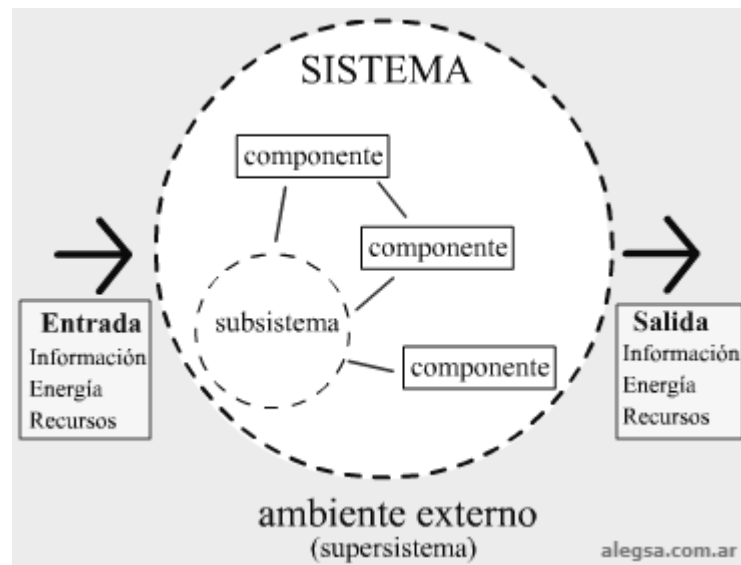 SISTEMA
componente
componente
subsistema
componente
Entrada
Información
Energía
Recursos
Salida
Información
Energía
Recursos
ambiente externo
(supersistema)
alegsa.com.ar